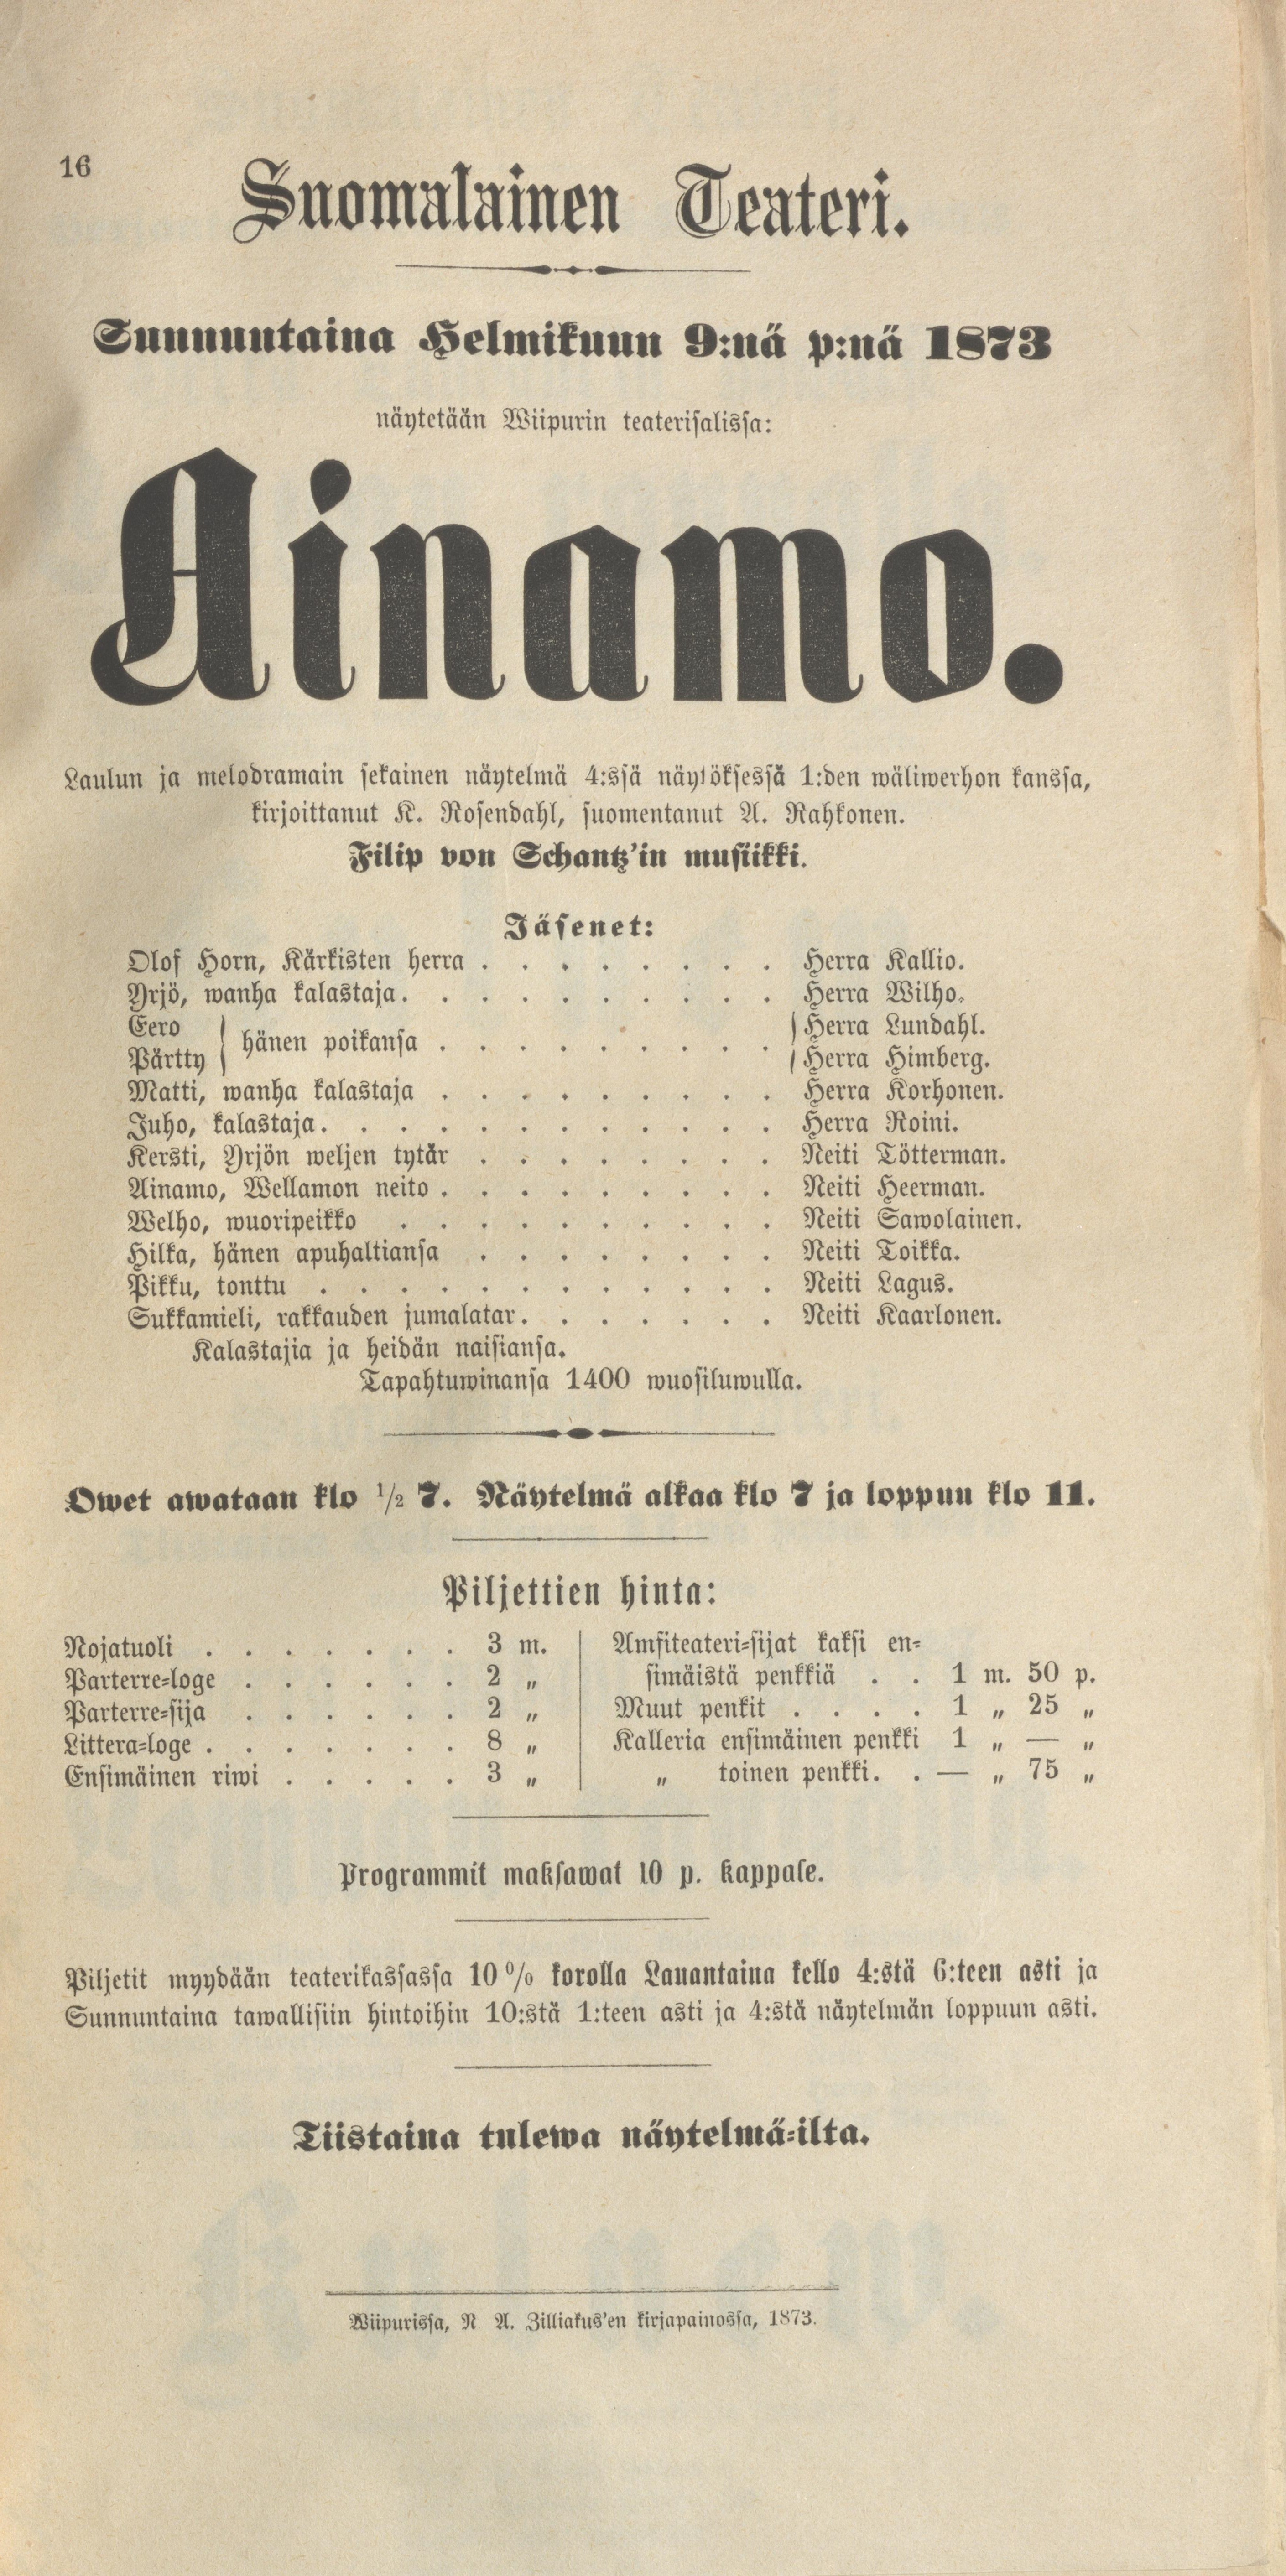 16
Suomalainen Teateri.
Sunnuntaina Helmikuun 9:nä p:nä 1873
näytetään Wiipurin teaterisalissa:
Ainamo.
Laulun ja melodramain sekainen näytelmä 4:ssä näytöksessä 1:den wäliwerhon kanssa,
kirjoittanut K. Rosendahl, suomentanut A. Rahkonen.
Filip von Schantz'in musiikki.
Jäsenet:
Olof Horn, Kärkisten herra . . . . . . . . Herra Kallio.
Yrjö, wanha kalastaja. . . . . . . . . . Herra Wilho.
Eero } hänen poikansa . . . . . . . . . { Herra Lundahl.
Pärtty } { Herra Himberg.
Matti, wanha kalastaja . . . . . . . . . Herra Korhonen.
Juho, kalastaja. . . . . . . . . . . . Herra Roini.
Kersti, Yrjön weljen tytär . . . . . . . . Neiti Tötterman.
Ainamo, Wellamon neito . . . . . . . . . Neiti Heerman.
Welho, wuoripeikko . . . . . . . . . . Neiti Sawolainen.
Hilka, hänen apuhaltiansa . . . . . . . . Neiti Toikka.
Pikku, tonttu . . . . . . . . . . . . Neiti Lagus.
Sukkamieli, rakkauden jumalatar. . . . . . . Neiti Kaarlonen.
Kalastajia ja heidän naisiansa.
Tapahtuwinansa 1400 wuosiluwulla.
Owet awataan klo 1/2 7. Näytelmä alkaa klo 7 ja loppuu klo 11.
Piljettien hinta:
Nojatuoli . . . . . . . 3 m.
Parterre-loge . . . . . . 2 „
Parterre-sija . . . . . . 2 „
Littera-loge . . . . . . . 8 „
Ensimäinen riwi . . . . . 3 „
Amfiteateri-sijat kaksi en-
simäistä penkkiä . . 1 m. 50 p.
Muut penkit . . . . 1 „ 25 „
Kalleria ensimäinen penkki 1 „ — „
„ toinen penkki. . — „ 75 „
Programmit maksawat 10 p. kappale.
Piljetit myydään teaterikassassa 10 % korolla Lauantaina kello 4:stä 6:teen asti ja
Sunnuntaina tawallisiin hintoihin 10:stä 1:teen asti ja 4:stä näytelmän loppuun asti.
Tiistaina tulewa näytelmä-ilta.
Wiipurissa, N A. Zilliakus'en kirjapainossa, 1873.